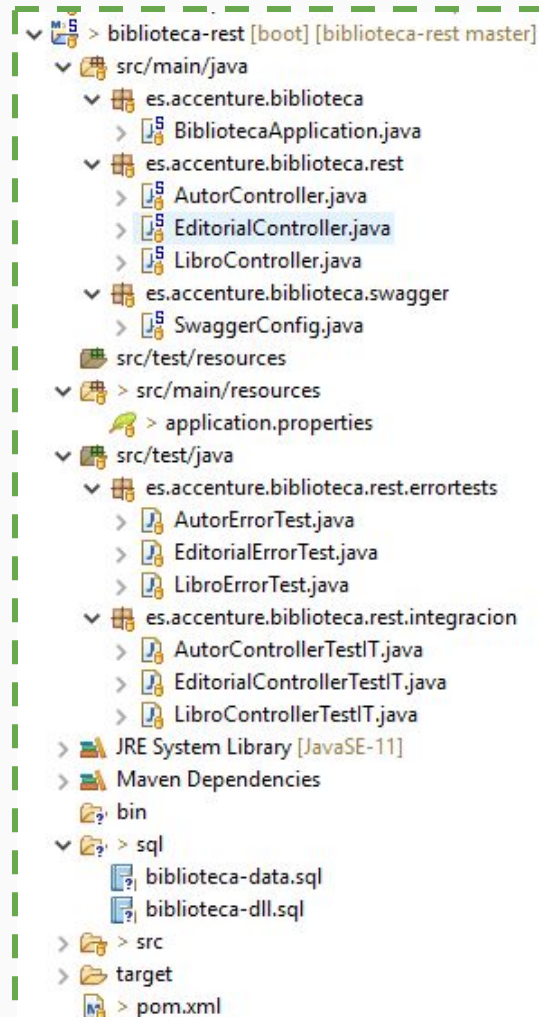 > biblioteca-rest [boot] [biblioteca-rest master]
src/main/java
es.accenture.biblioteca
> BibliotecaApplication.java
es.accenture.biblioteca.rest
> AutorController.java
> EditorialController.java
> LibroController.java
es.accenture.biblioteca.swagger
> SwaggerConfig.java
src/test/resources
> src/main/resources
> application.properties
src/test/java
es.accenture.biblioteca.rest.errortests
> AutorErrorTest.java
> EditorialErrorTest.java
> LibroErrorTest.java
es.accenture.biblioteca.rest.integracion
> AutorControllerTestIT.java
> EditorialControllerTestIT.java
> LibroControllerTestIT.java
> JRE System Library [JavaSE-11]
> Maven Dependencies
bin
> sql
biblioteca-data.sql
biblioteca-dll.sql
> > src
> target
> pom.xml